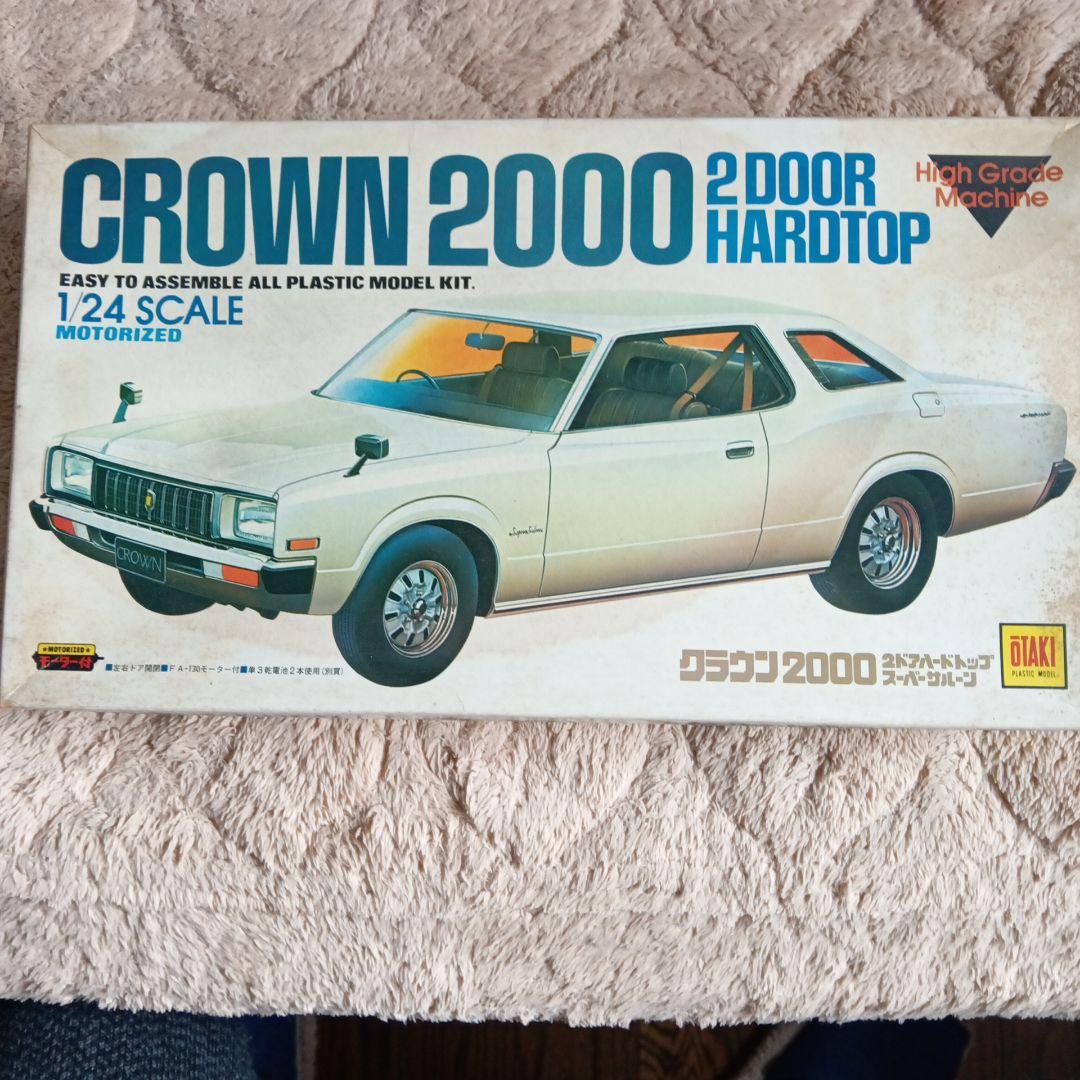 CROWN 2000
2 DOOR
HARDTOP
High Grade
Machine
EASY TO ASSEMBLE ALL PLASTIC MODEL KIT.
1/24 SCALE
MOTORIZED
Super Saloon
CROWN
★MOTORIZED★
モーター付
■左右ドア開閉■FA-130モーター付■単3乾電池2本使用(別買)
クラウン2000
2ドアハードトップ
スーパーサルーン
ŌTAKI
PLASTIC MODEL